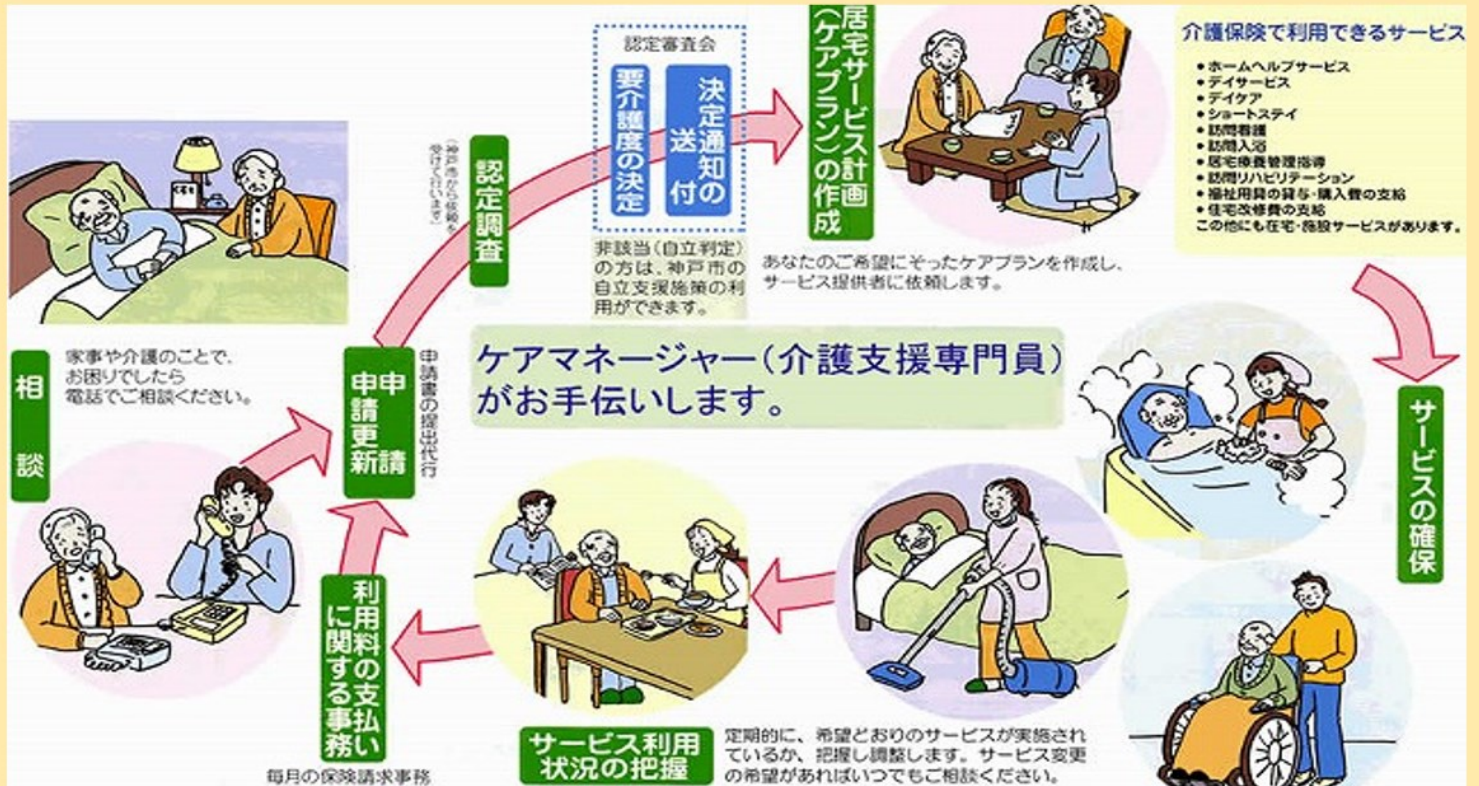 相談
家事や介護のことで、
お困りでしたら
電話でご相談ください。
申請
申請更新
申請書の提出代行
認定調査
(神戸市から依頼を
受けて行います)
認定審査会
要介護度の決定
決定通知の
送付
非該当(自立判定)
の方は、神戸市の
自立支援施策の利
用ができます。
居宅サービス計画
(ケアプラン)の作成
あなたのご希望にそったケアプランを作成し、
サービス提供者に依頼します。
介護保険で利用できるサービス
●ホームヘルプサービス
●デイサービス
●デイケア
●ショートステイ
●訪問看護
●訪問入浴
●居宅療養管理指導
●訪問リハビリテーション
●福祉用具の貸与・購入費の支給
●住宅改修費の支給
この他にも在宅・施設サービスがあります。
ケアマネージャー(介護支援専門員)
がお手伝いします。
サービスの確保
サービス利用
状況の把握
定期的に、希望どおりのサービスが実施され
ているか、把握し調整します。サービス変更
の希望があればいつでもご相談ください。
利用料の支払い
に関する事務
毎月の保険請求事務